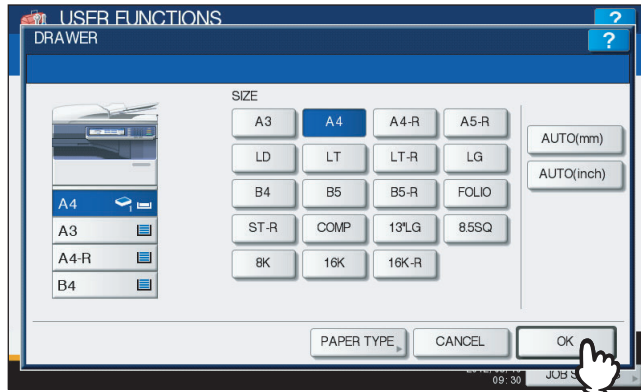 USER FUNCTIONS ?
DRAWER ?
SIZE
A3 A4 A4-R A5-R
LD LT LT-R LG
B4 B5 B5-R FOLIO
ST-R COMP 13"LG 8.5SQ
8K 16K 16K-R
AUTO(mm)
AUTO(inch)
A4 1
A3
A4-R
B4
PAPER TYPE CANCEL OK
09:30 JOB